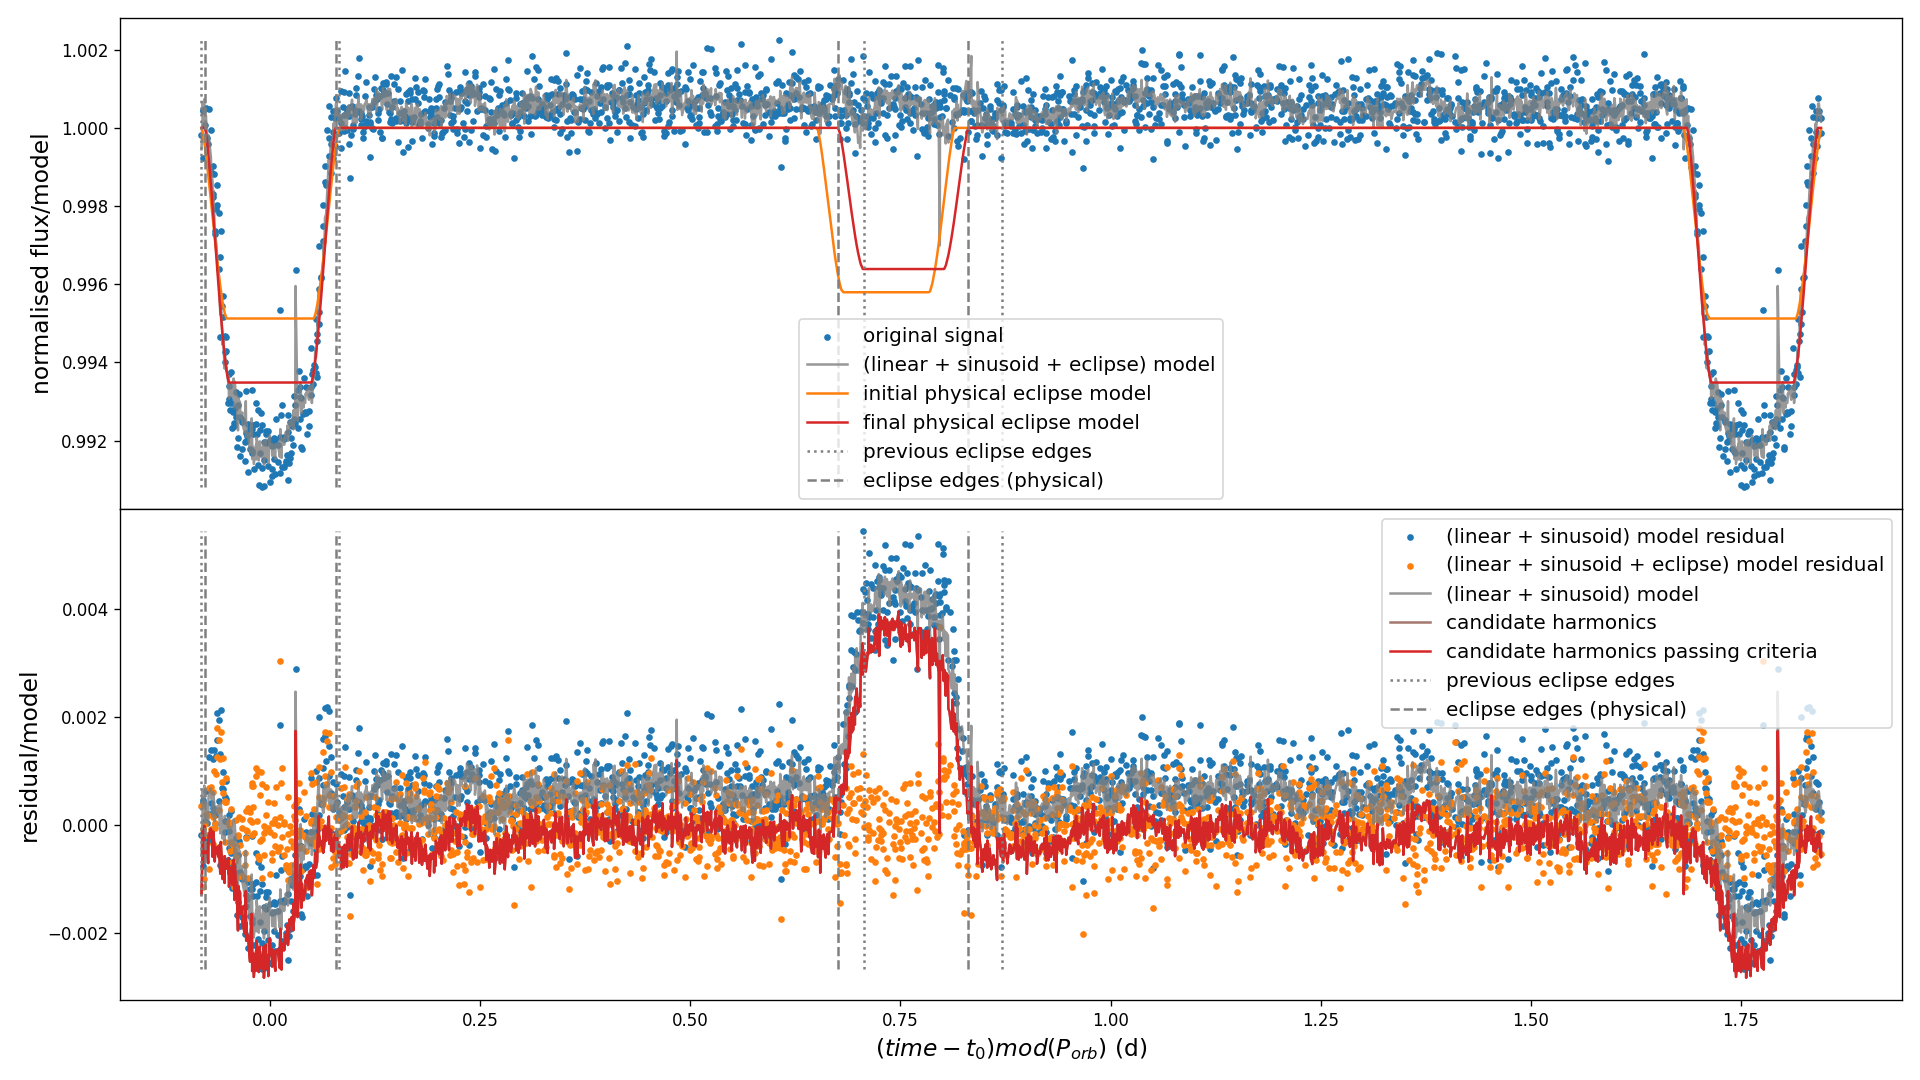 normalised flux/model
1.002
1.000
0.998
0.996
0.994
0.992
original signal
(linear + sinusoid + eclipse) model
initial physical eclipse model
final physical eclipse model
previous eclipse edges
eclipse edges (physical)
residual/model
0.004
0.002
0.000
−0.002
(linear + sinusoid) model residual
(linear + sinusoid + eclipse) model residual
(linear + sinusoid) model
candidate harmonics
candidate harmonics passing criteria
previous eclipse edges
eclipse edges (physical)
0.00 0.25 0.50 0.75 1.00 1.25 1.50 1.75
(time − t₀)mod(P_orb) (d)